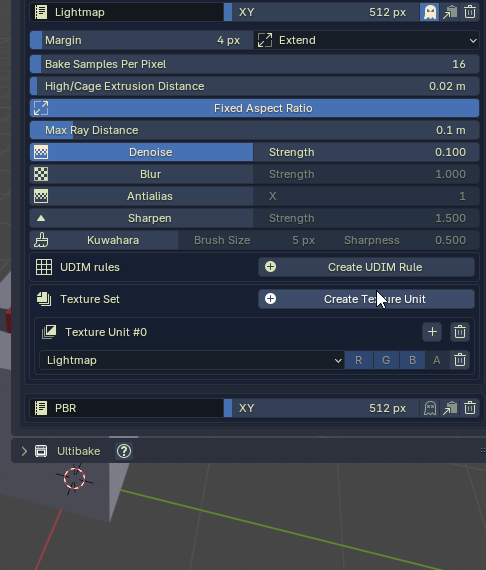 Lightmap XY 512 px
Margin 4 px Extend
Bake Samples Per Pixel 16
High/Cage Extrusion Distance 0.02 m
Fixed Aspect Ratio
Max Ray Distance 0.1 m
Denoise Strength 0.100
Blur Strength 1.000
Antialias X 1
Sharpen Strength 1.500
Kuwahara Brush Size 5 px Sharpness 0.500
UDIM rules Create UDIM Rule
Texture Set Create Texture Unit
Texture Unit #0
Lightmap R G B A
PBR XY 512 px
Ultibake ?